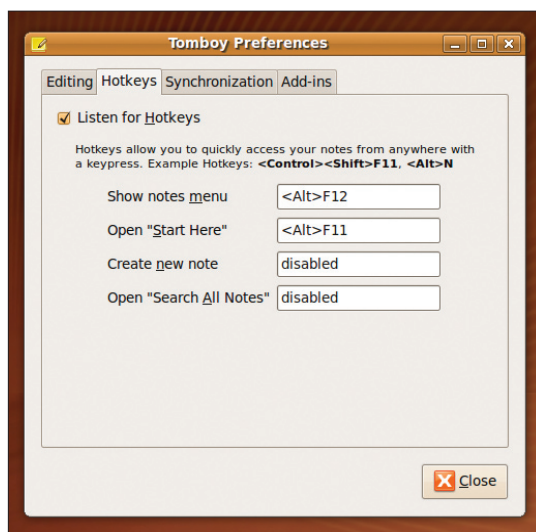 Tomboy Preferences
Editing Hotkeys Synchronization Add-ins
Listen for Hotkeys
Hotkeys allow you to quickly access your notes from anywhere with
a keypress. Example Hotkeys: <Control><Shift>F11, <Alt>N
Show notes menu <Alt>F12
Open "Start Here" <Alt>F11
Create new note disabled
Open "Search All Notes" disabled
Close